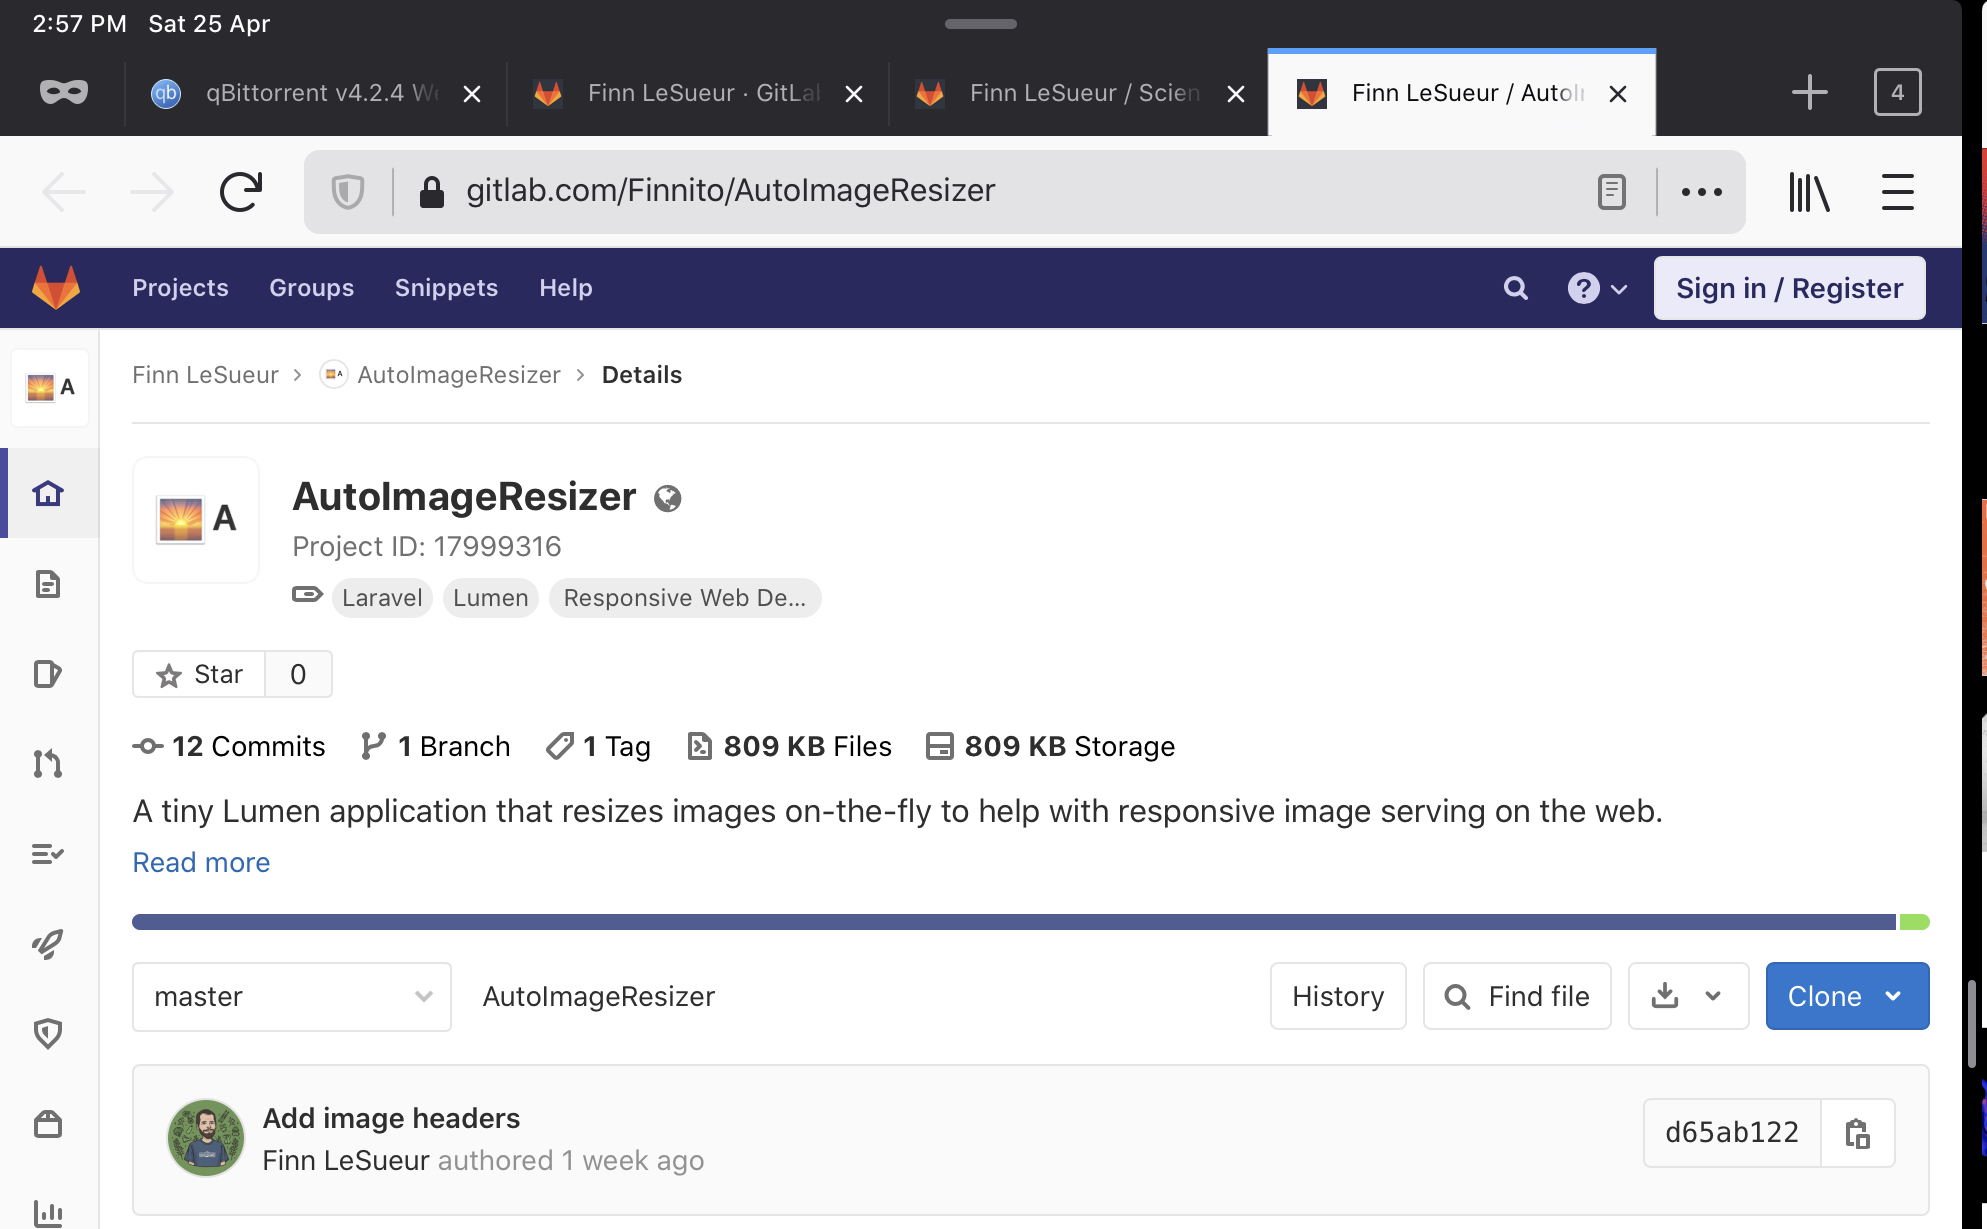 2:57 PM Sat 25 Apr
qb qBittorrent v4.2.4 We
Finn LeSueur · GitLab
Finn LeSueur / Scien
Finn LeSueur / AutoIm
4
gitlab.com/Finnito/AutoImageResizer
Projects Groups Snippets Help
? Sign in / Register
A
Finn LeSueur › AutoImageResizer › Details
A
AutoImageResizer
Project ID: 17999316
Laravel Lumen Responsive Web De...
Star 0
12 Commits 1 Branch 1 Tag 809 KB Files 809 KB Storage
A tiny Lumen application that resizes images on-the-fly to help with responsive image serving on the web.
Read more
master AutoImageResizer History Find file Clone
Add image headers
Finn LeSueur authored 1 week ago
d65ab122